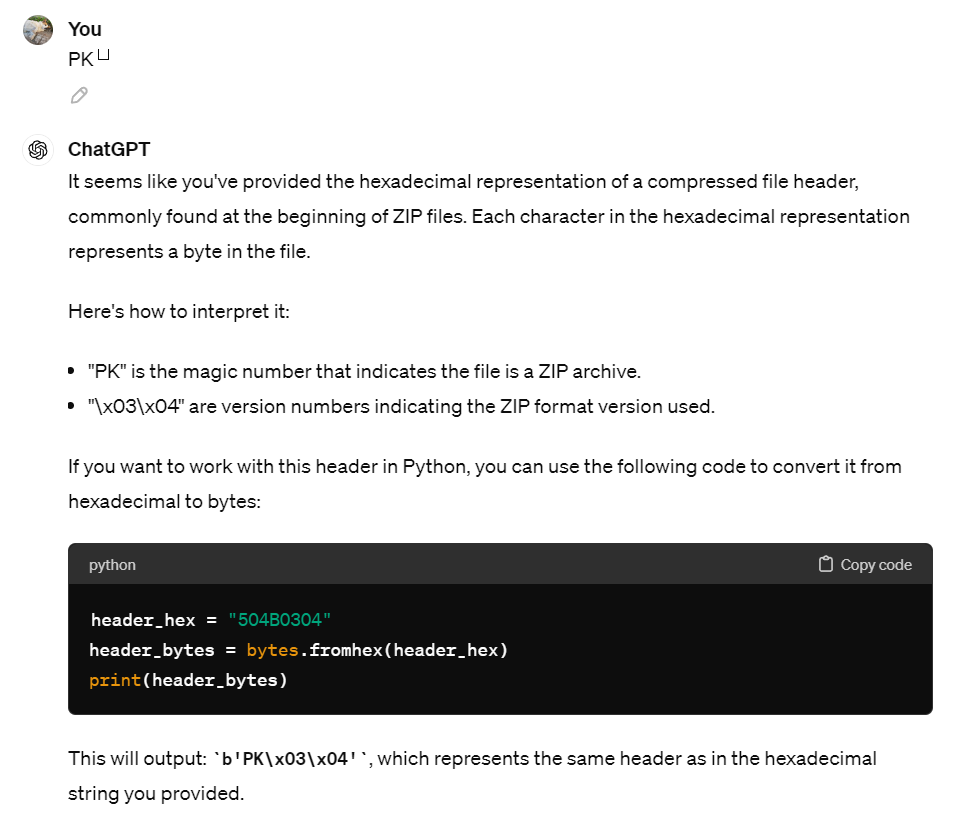 You
PK␣
ChatGPT
It seems like you've provided the hexadecimal representation of a compressed file header,
commonly found at the beginning of ZIP files. Each character in the hexadecimal representation
represents a byte in the file.
Here's how to interpret it:
• "PK" is the magic number that indicates the file is a ZIP archive.
• "\x03\x04" are version numbers indicating the ZIP format version used.
If you want to work with this header in Python, you can use the following code to convert it from
hexadecimal to bytes:
python
Copy code
header_hex = "504B0304"
header_bytes = bytes.fromhex(header_hex)
print(header_bytes)
This will output: `b'PK\x03\x04'`, which represents the same header as in the hexadecimal
string you provided.